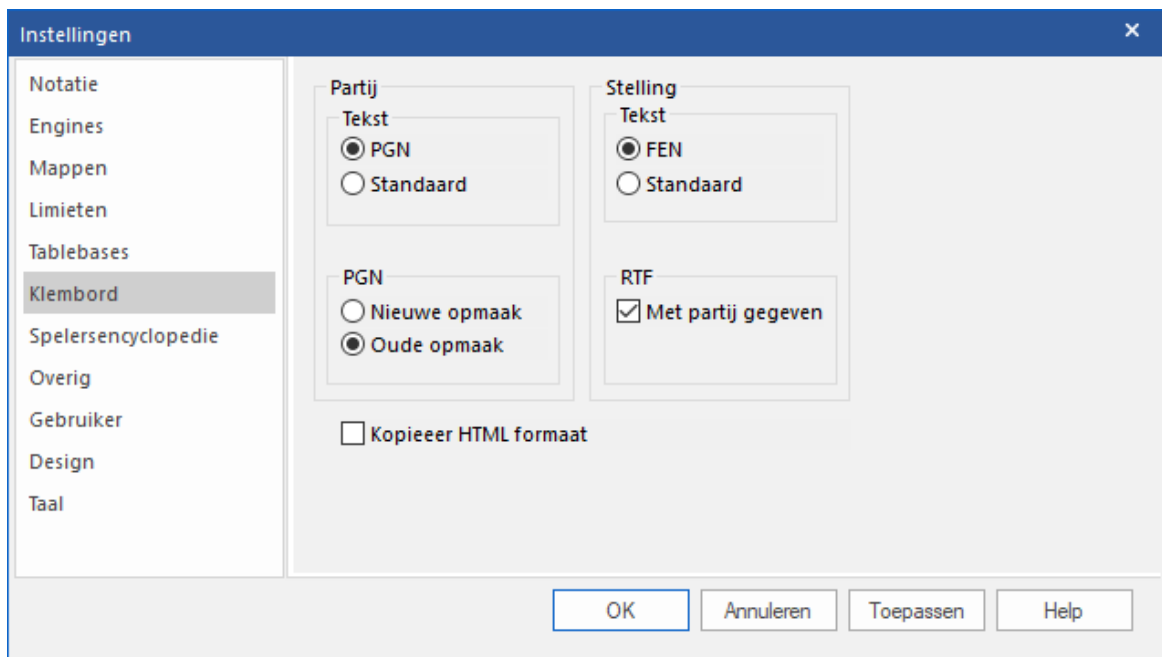 Instellingen
Notatie
Engines
Mappen
Limieten
Tablebases
Klembord
Spelersencyclopedie
Overig
Gebruiker
Design
Taal
Partij
Tekst
PGN
Standaard
PGN
Nieuwe opmaak
Oude opmaak
Stelling
Tekst
FEN
Standaard
RTF
Met partij gegeven
Kopieeer HTML formaat
OK
Annuleren
Toepassen
Help